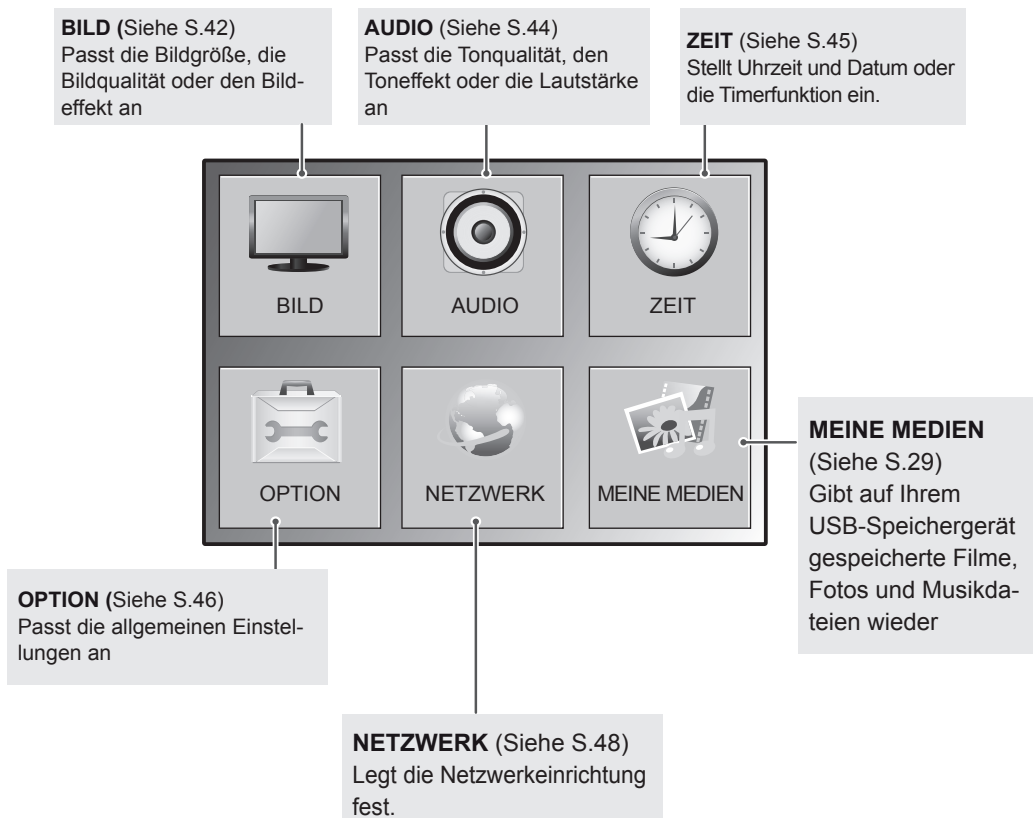 BILD (Siehe S.42)
Passt die Bildgröße, die
Bildqualität oder den Bild-
effekt an
AUDIO (Siehe S.44)
Passt die Tonqualität, den
Toneffekt oder die Lautstärke
an
ZEIT (Siehe S.45)
Stellt Uhrzeit und Datum oder
die Timerfunktion ein.
BILD
AUDIO
ZEIT
OPTION
NETZWERK
MEINE MEDIEN
MEINE MEDIEN
(Siehe S.29)
Gibt auf Ihrem
USB-Speichergerät
gespeicherte Filme,
Fotos und Musikda-
teien wieder
OPTION (Siehe S.46)
Passt die allgemeinen Einstel-
lungen an
NETZWERK (Siehe S.48)
Legt die Netzwerkeinrichtung
fest.